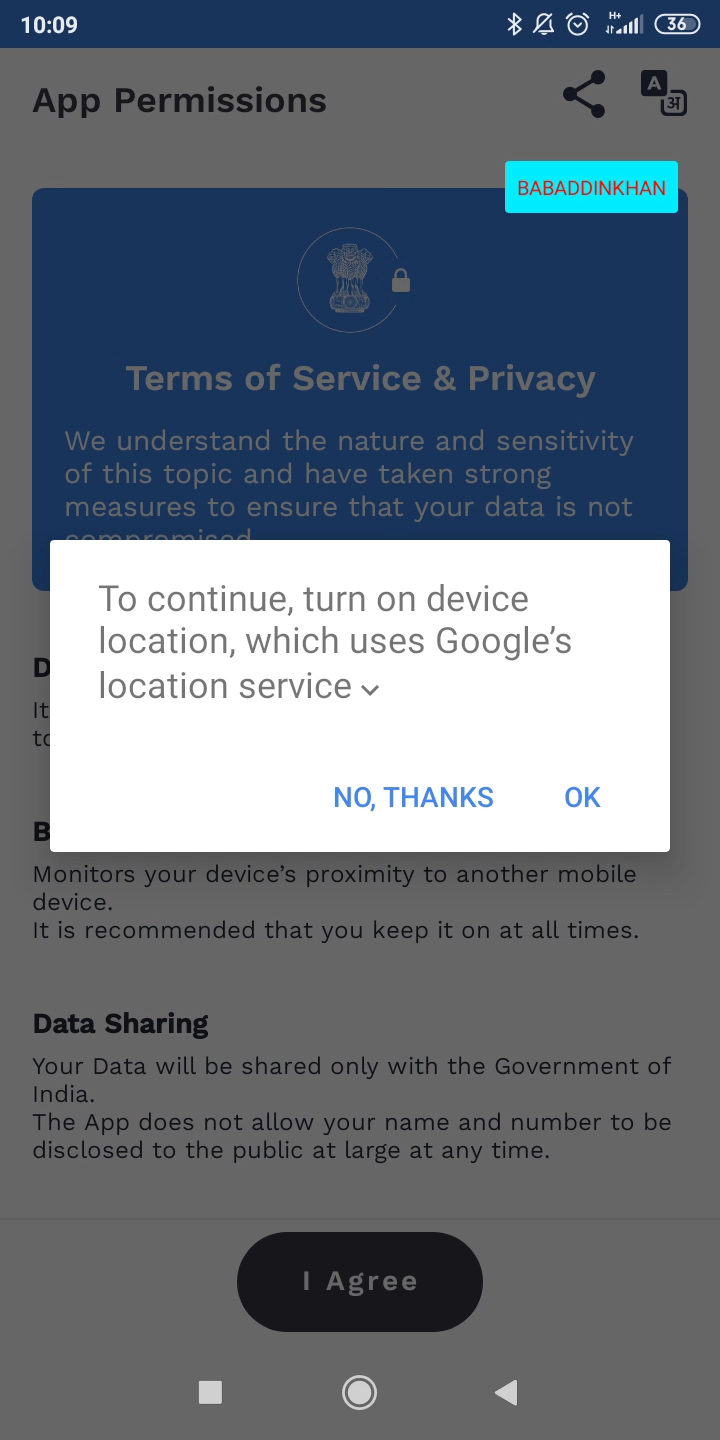 10:09
H+
36
App Permissions
A
अ
BABADDINKHAN
Terms of Service & Privacy
We understand the nature and sensitivity
of this topic and have taken strong
measures to ensure that your data is not
compromised
To continue, turn on device
location, which uses Google’s
location service
D
It
to
NO, THANKS
OK
B
Monitors your device’s proximity to another mobile
device.
It is recommended that you keep it on at all times.
Data Sharing
Your Data will be shared only with the Government of
India.
The App does not allow your name and number to be
disclosed to the public at large at any time.
I Agree